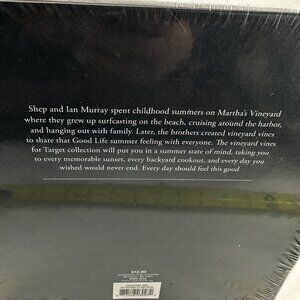 Shep and Ian Murray spent childhood summers on Martha's Vineyard
where they grew up surfcasting on the beach, cruising around the harbor,
and hanging out with family. Later, the brothers created vineyard vines
to share that Good Life summer feeling with everyone. The vineyard vines
for Target collection will put you in a summer state of mind, taking you
to every memorable sunset, every backyard cookout, and every day you
wished would never end. Every day should feel this good
$12.00